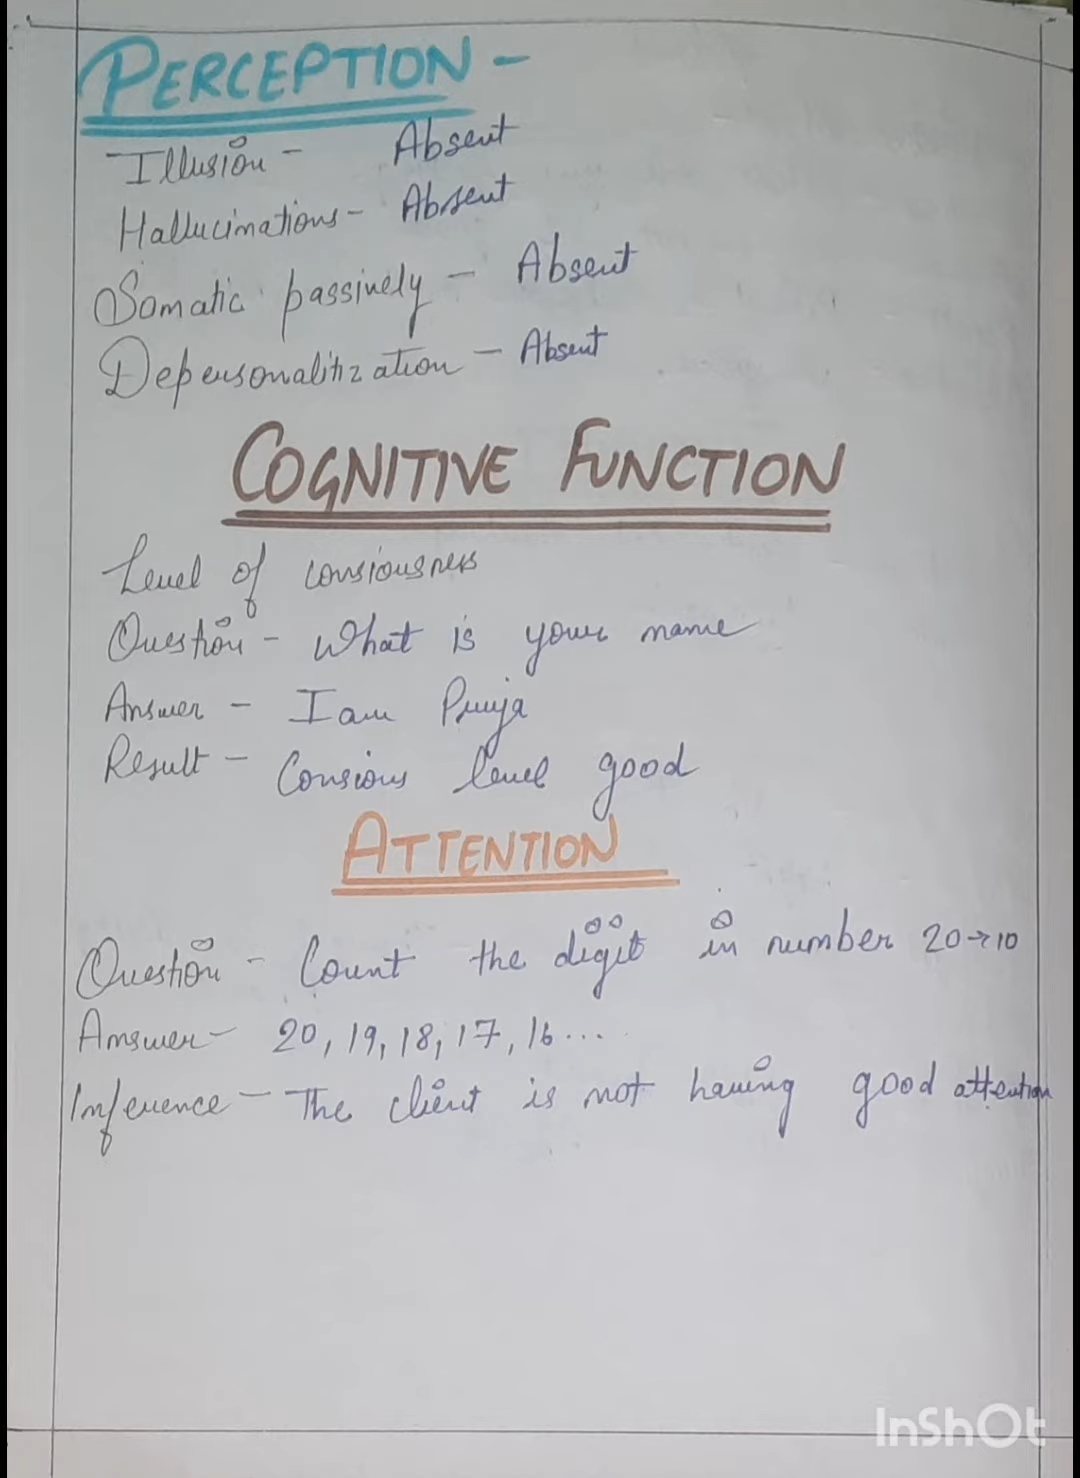 PERCEPTION -
Illusion - Absent
Hallucinations - Absent
Somatic passively - Absent
Depersonalitization - Absent
COGNITIVE FUNCTION
Level of consiousness
Question - What is your name
Answer - I am Puuja
Result - Consious level good
ATTENTION
Question - Count the digit in number 20→10
Answer - 20, 19, 18, 17, 16...
Inference - The client is not having good attention
InShOt